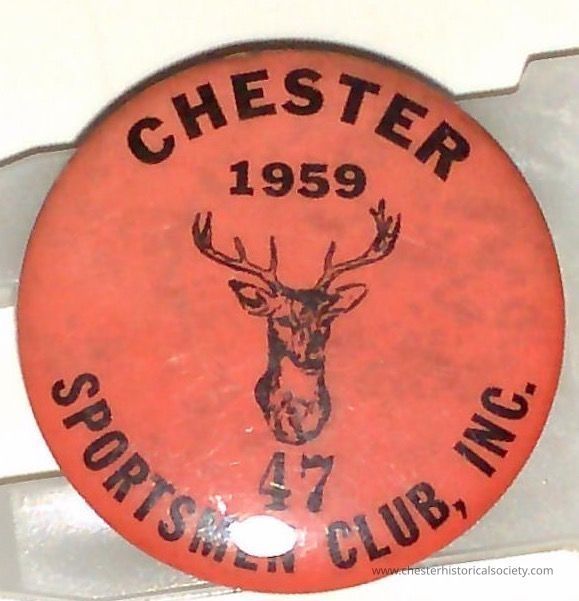 CHESTER
1959
47
SPORTSMEN CLUB, INC.
www.chesterhistoricalsociety.com